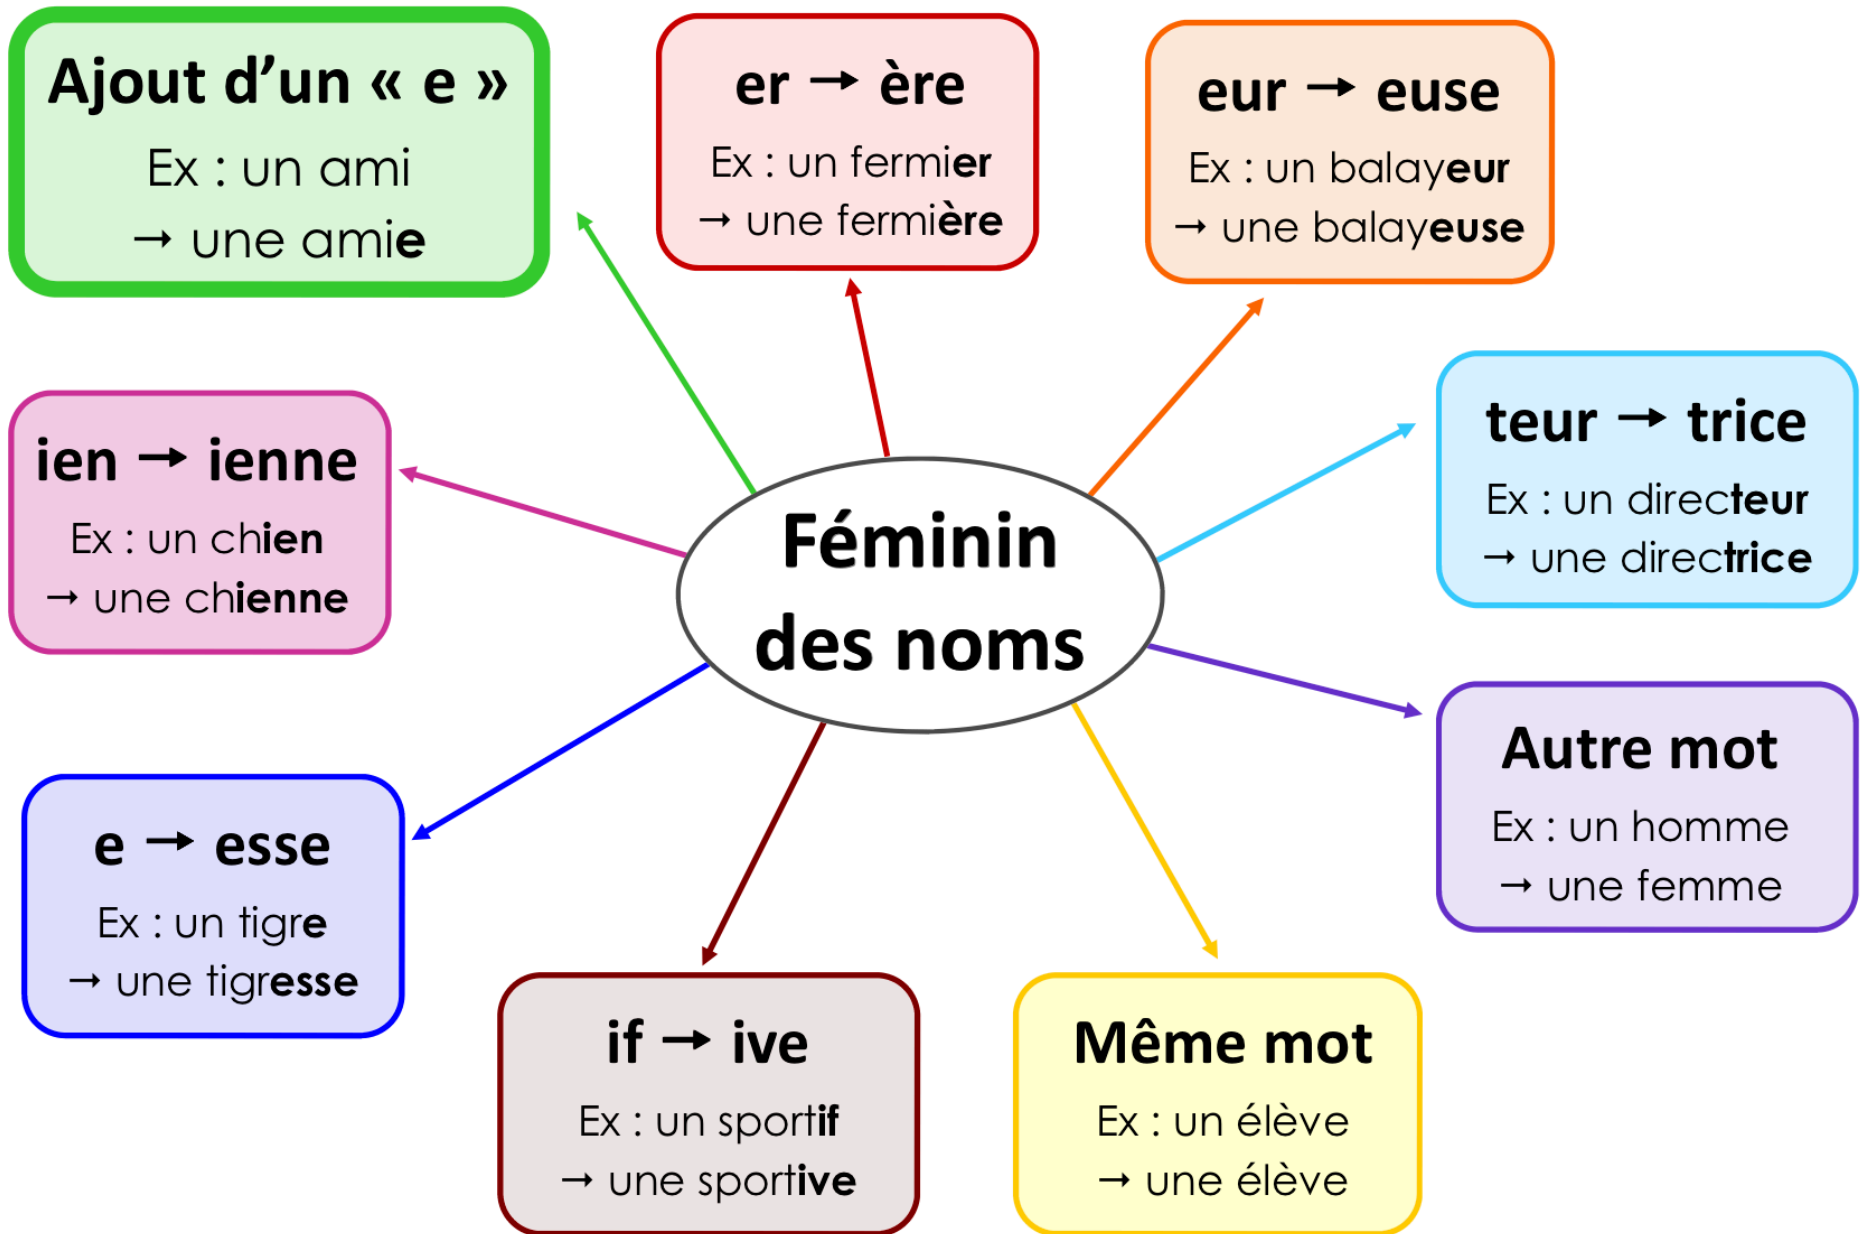 Ajout d’un « e »
Ex : un ami
→ une amie
er → ère
Ex : un fermier
→ une fermière
eur → euse
Ex : un balayeur
→ une balayeuse
ien → ienne
Ex : un chien
→ une chienne
Féminin
des noms
teur → trice
Ex : un directeur
→ une directrice
e → esse
Ex : un tigre
→ une tigresse
Autre mot
Ex : un homme
→ une femme
if → ive
Ex : un sportif
→ une sportive
Même mot
Ex : un élève
→ une élève